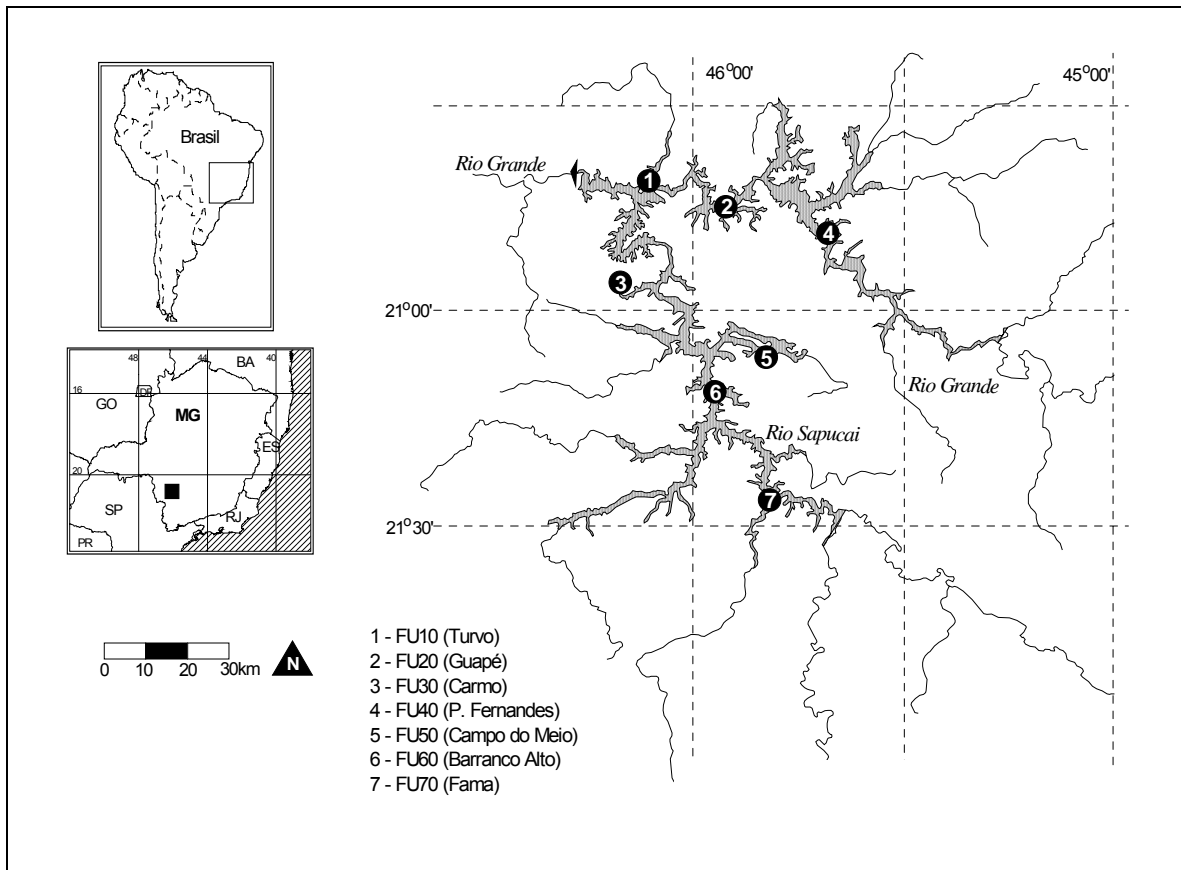 46°00'
45°00'
Brasil
Rio Grande
1
2
4
3
21°00'
5
Rio Grande
6
Rio Sapucai
7
21°30'
48
44
40
BA
16
DF
GO
MG
ES
20
SP
RJ
PR
0 10 20 30km
N
1 - FU10 (Turvo)
2 - FU20 (Guapé)
3 - FU30 (Carmo)
4 - FU40 (P. Fernandes)
5 - FU50 (Campo do Meio)
6 - FU60 (Barranco Alto)
7 - FU70 (Fama)